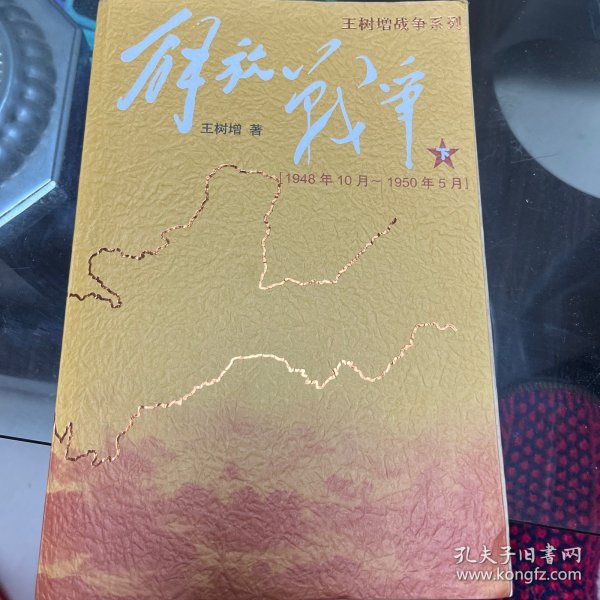 王树增战争系列
解放战争
王树增 著
下
[1948年10月~1950年5月]
孔夫子旧书网
www.kongfz.com